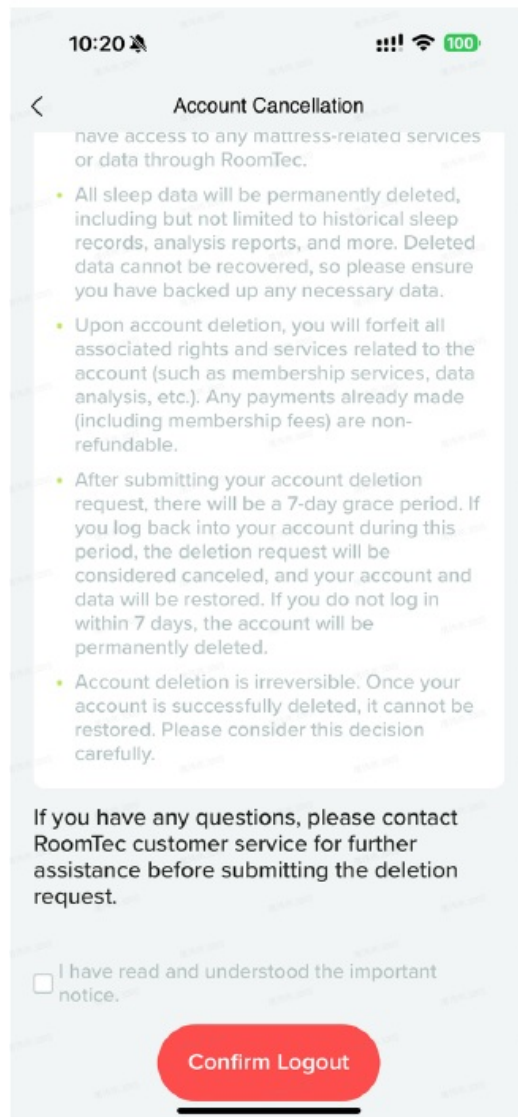 10:20
100
Account Cancellation
have access to any mattress-related services
or data through RoomTec.
• All sleep data will be permanently deleted,
including but not limited to historical sleep
records, analysis reports, and more. Deleted
data cannot be recovered, so please ensure
you have backed up any necessary data.
• Upon account deletion, you will forfeit all
associated rights and services related to the
account (such as membership services, data
analysis, etc.). Any payments already made
(including membership fees) are non-
refundable.
• After submitting your account deletion
request, there will be a 7-day grace period. If
you log back into your account during this
period, the deletion request will be
considered canceled, and your account and
data will be restored. If you do not log in
within 7 days, the account will be
permanently deleted.
• Account deletion is irreversible. Once your
account is successfully deleted, it cannot be
restored. Please consider this decision
carefully.
If you have any questions, please contact
RoomTec customer service for further
assistance before submitting the deletion
request.
I have read and understood the important
notice.
Confirm Logout